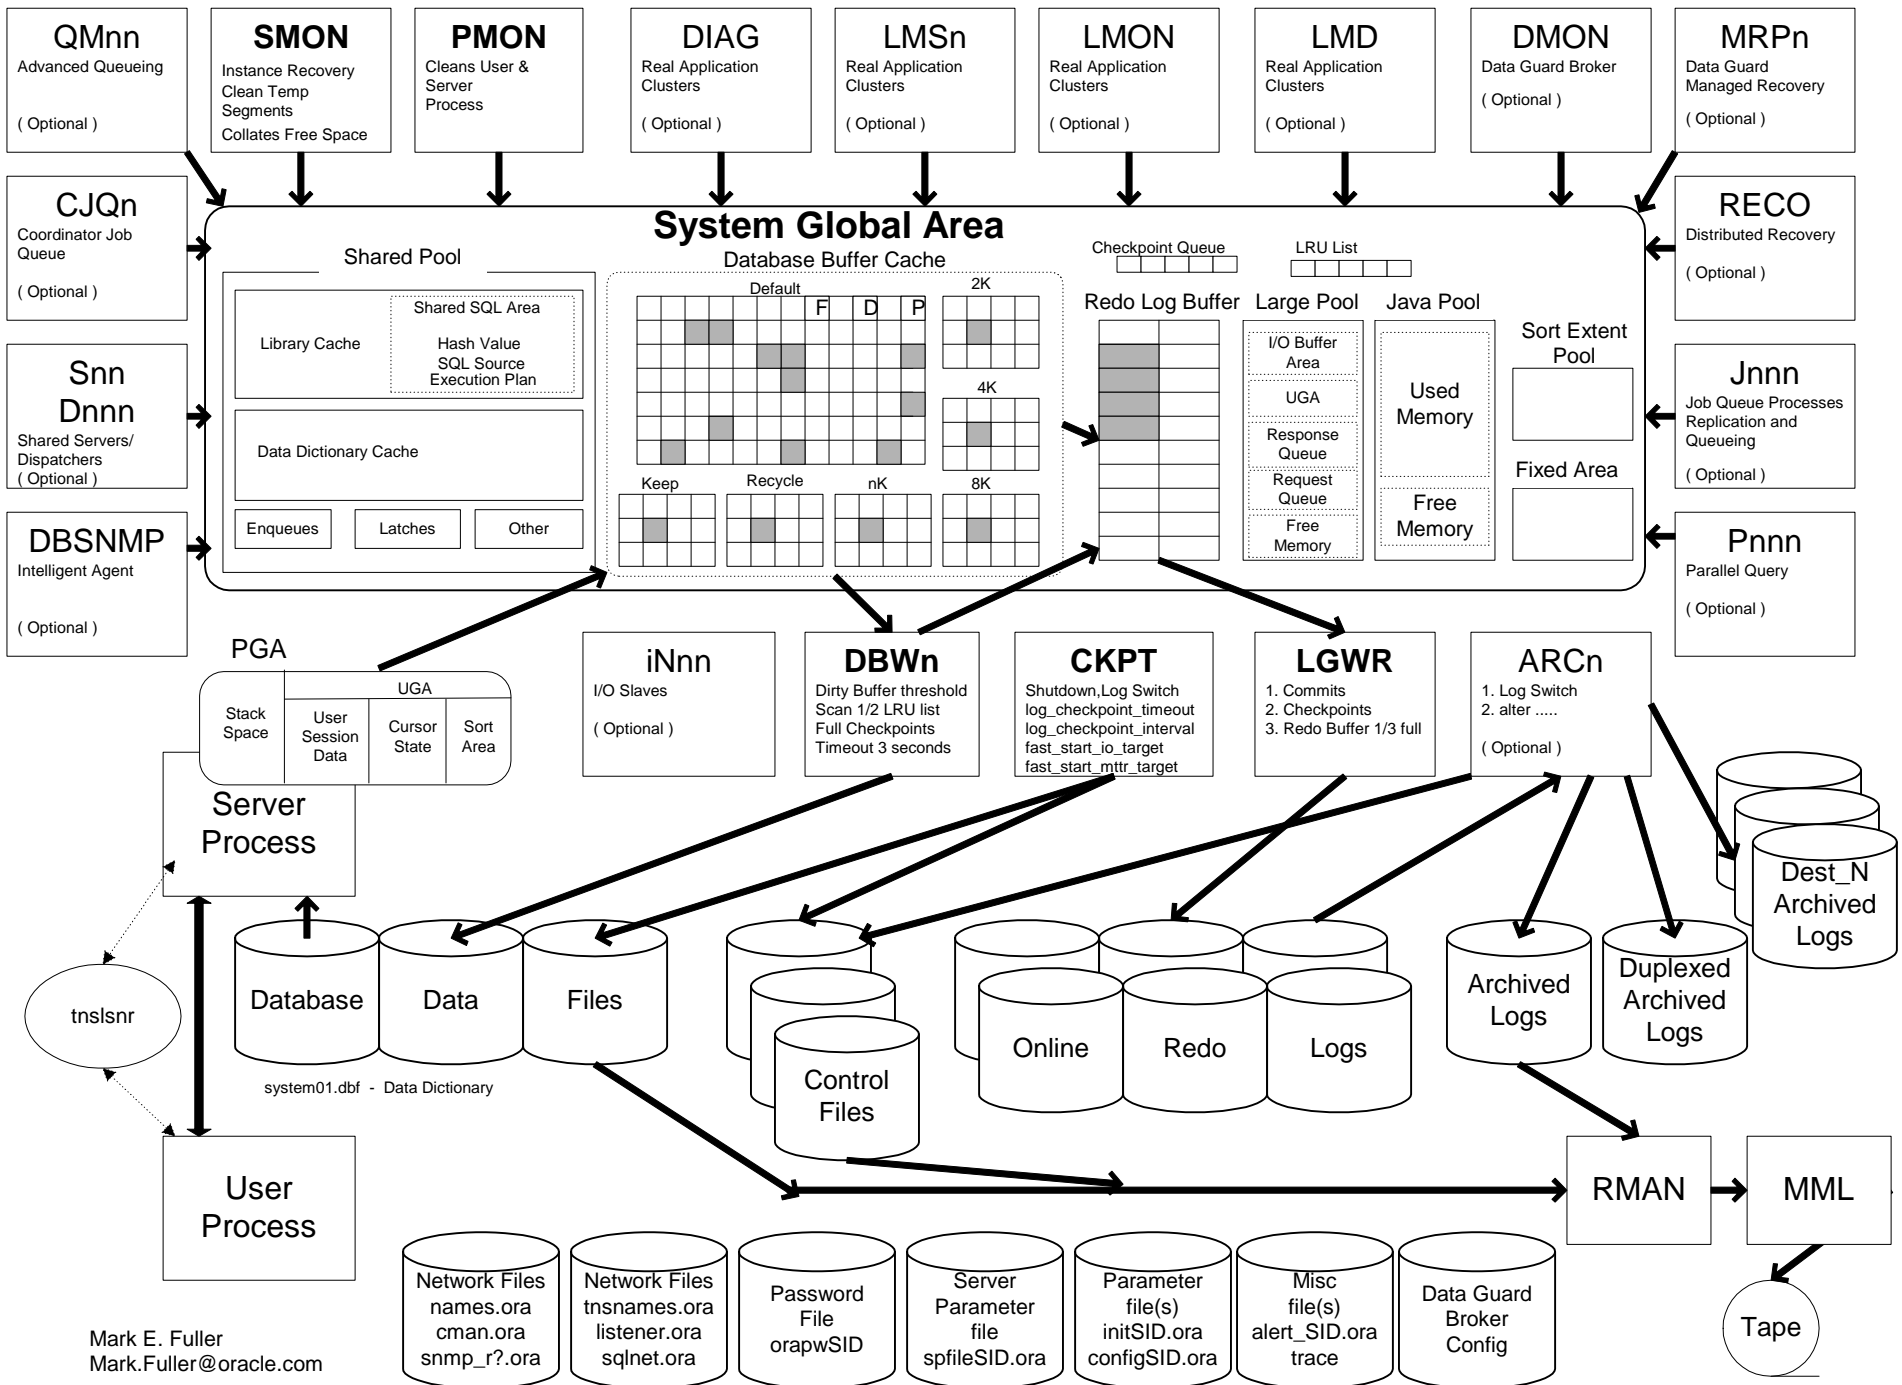 QMnn
Advanced Queueing
( Optional )
SMON
Instance Recovery
Clean Temp
Segments
Collates Free Space
PMON
Cleans User &
Server
Process
DIAG
Real Application
Clusters
( Optional )
LMSn
Real Application
Clusters
( Optional )
LMON
Real Application
Clusters
( Optional )
LMD
Real Application
Clusters
( Optional )
DMON
Data Guard Broker
( Optional )
MRPn
Data Guard
Managed Recovery
( Optional )
CJQn
Coordinator Job
Queue
( Optional )
Snn
Dnnn
Shared Servers/
Dispatchers
( Optional )
DBSNMP
Intelligent Agent
( Optional )
System Global Area
Shared Pool
Library Cache
Shared SQL Area
Hash Value
SQL Source
Execution Plan
Data Dictionary Cache
Enqueues
Latches
Other
Database Buffer Cache
Default
F
D
P
2K
4K
8K
Keep
Recycle
nK
Checkpoint Queue
LRU List
Redo Log Buffer
Large Pool
I/O Buffer
Area
UGA
Response
Queue
Request
Queue
Free
Memory
Java Pool
Used
Memory
Free
Memory
Sort Extent
Pool
Fixed Area
RECO
Distributed Recovery
( Optional )
Jnnn
Job Queue Processes
Replication and
Queueing
( Optional )
Pnnn
Parallel Query
( Optional )
PGA
Stack
Space
UGA
User
Session
Data
Cursor
State
Sort
Area
Server
Process
iNnn
I/O Slaves
( Optional )
DBWn
Dirty Buffer threshold
Scan 1/2 LRU list
Full Checkpoints
Timeout 3 seconds
CKPT
Shutdown,Log Switch
log_checkpoint_timeout
log_checkpoint_interval
fast_start_io_target
fast_start_mttr_target
LGWR
1. Commits
2. Checkpoints
3. Redo Buffer 1/3 full
ARCn
1. Log Switch
2. alter .....
( Optional )
Dest_N
Archived
Logs
tnslsnr
Database
Data
Files
system01.dbf - Data Dictionary
Control
Files
Online
Redo
Logs
Archived
Logs
Duplexed
Archived
Logs
User
Process
RMAN
MML
Tape
Network Files
names.ora
cman.ora
snmp_r?.ora
Network Files
tnsnames.ora
listener.ora
sqlnet.ora
Password
File
orapwSID
Server
Parameter
file
spfileSID.ora
Parameter
file(s)
initSID.ora
configSID.ora
Misc
file(s)
alert_SID.ora
trace
Data Guard
Broker
Config
Mark E. Fuller
Mark.Fuller@oracle.com